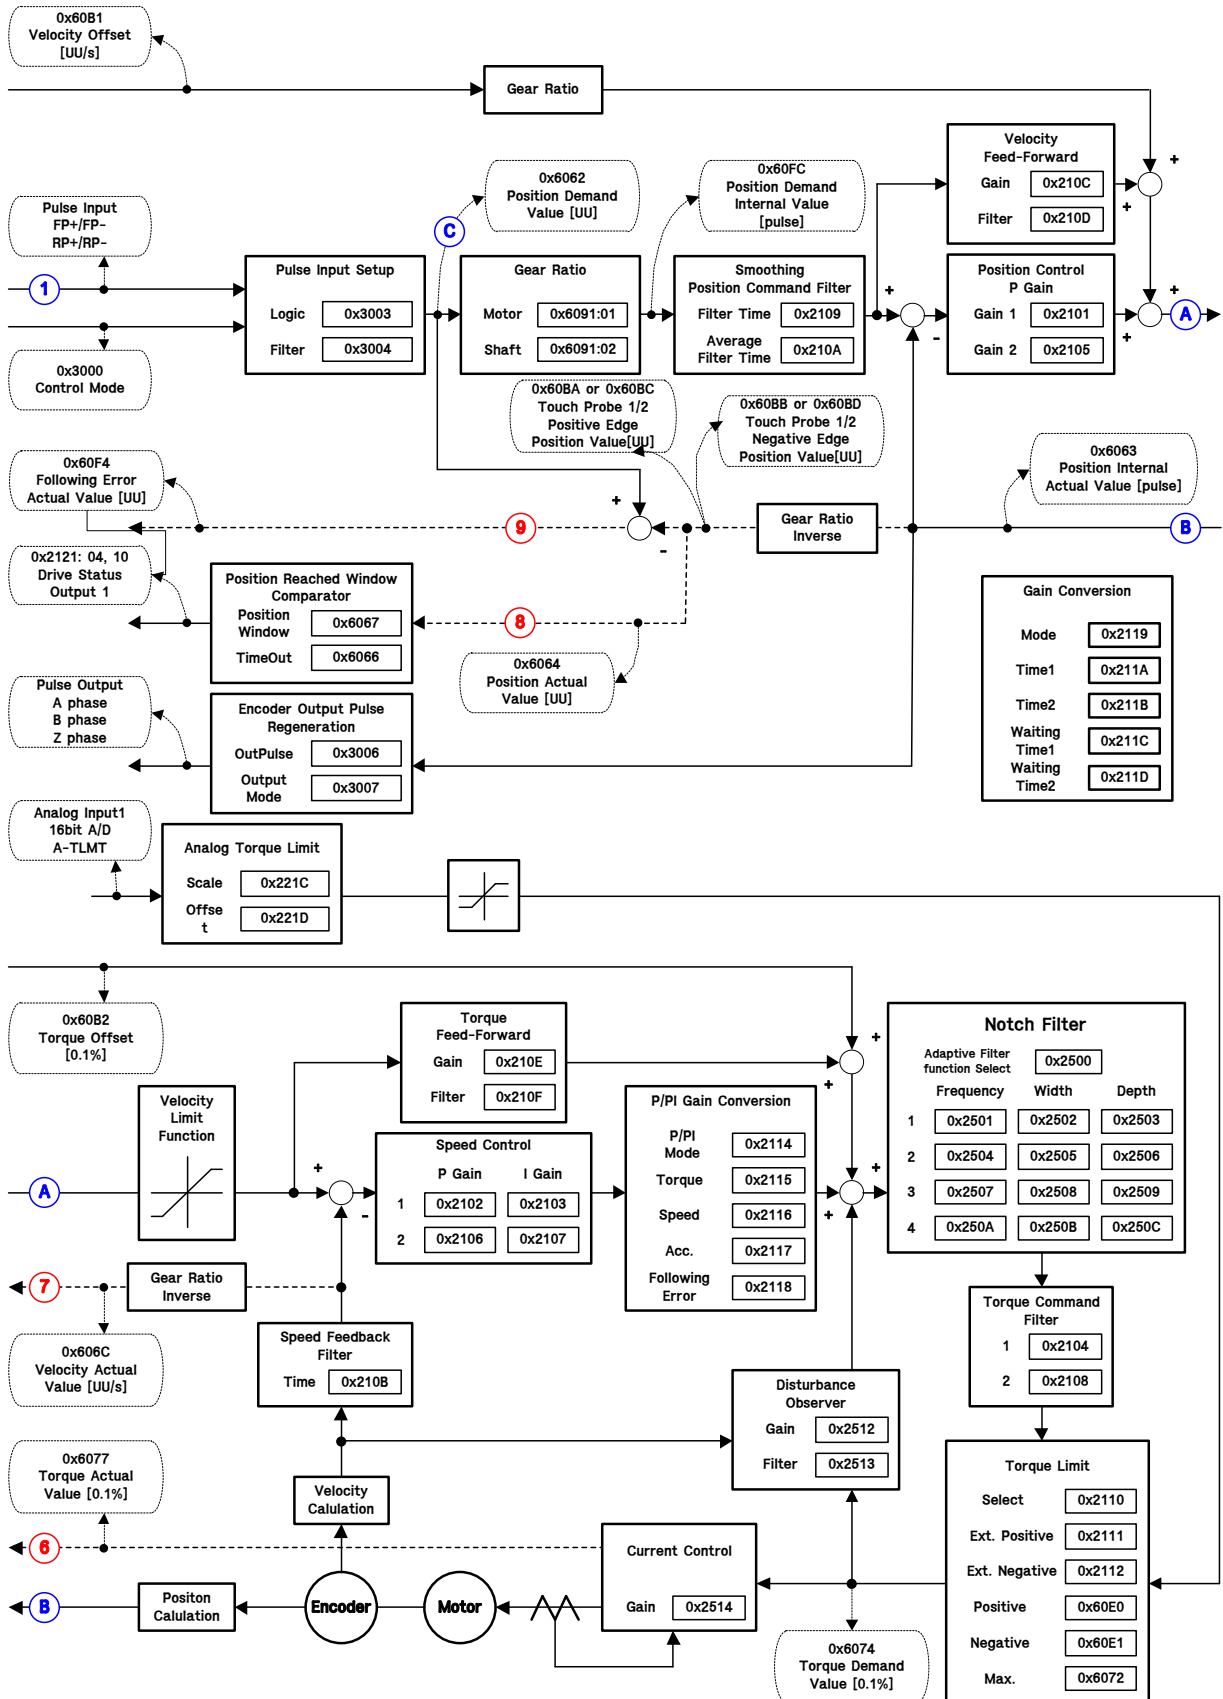 0x60B1
Velocity Offset
[UU/s]
Gear Ratio
+
Velocity
Feed-Forward
Gain 0x210C
Filter 0x210D
+
0x6062
Position Demand
Value [UU]
C
0x60FC
Position Demand
Internal Value
[pulse]
Pulse Input
FP+/FP-
RP+/RP-
1
Pulse Input Setup
Logic 0x3003
Filter 0x3004
Gear Ratio
Motor 0x6091:01
Shaft 0x6091:02
Smoothing
Position Command Filter
Filter Time 0x2109
Average
Filter Time 0x210A
+
-
Position Control
P Gain
Gain 1 0x2101
Gain 2 0x2105
+
+
A
0x3000
Control Mode
0x60BA or 0x60BC
Touch Probe 1/2
Positive Edge
Position Value[UU]
0x60BB or 0x60BD
Touch Probe 1/2
Negative Edge
Position Value[UU]
0x6063
Position Internal
Actual Value [pulse]
0x60F4
Following Error
Actual Value [UU]
9
+
-
Gear Ratio
Inverse
B
0x2121: 04, 10
Drive Status
Output 1
Position Reached Window
Comparator
Position
Window 0x6067
TimeOut 0x6066
8
0x6064
Position Actual
Value [UU]
Gain Conversion
Mode 0x2119
Time1 0x211A
Time2 0x211B
Waiting
Time1 0x211C
Waiting
Time2 0x211D
Pulse Output
A phase
B phase
Z phase
Encoder Output Pulse
Regeneration
OutPulse 0x3006
Output
Mode 0x3007
Analog Input1
16bit A/D
A-TLMT
Analog Torque Limit
Scale 0x221C
Offse
t 0x221D
0x60B2
Torque Offset
[0.1%]
Torque
Feed-Forward
Gain 0x210E
Filter 0x210F
+
+
Notch Filter
Adaptive Filter
function Select 0x2500
Frequency Width Depth
1 0x2501 0x2502 0x2503
2 0x2504 0x2505 0x2506
3 0x2507 0x2508 0x2509
4 0x250A 0x250B 0x250C
Velocity
Limit
Function
A
+
-
Speed Control
P Gain I Gain
1 0x2102 0x2103
2 0x2106 0x2107
P/PI Gain Conversion
P/PI
Mode 0x2114
Torque 0x2115
Speed 0x2116
Acc. 0x2117
Following
Error 0x2118
+
+
7
Gear Ratio
Inverse
0x606C
Velocity Actual
Value [UU/s]
Speed Feedback
Filter
Time 0x210B
Torque Command
Filter
1 0x2104
2 0x2108
Disturbance
Observer
Gain 0x2512
Filter 0x2513
0x6077
Torque Actual
Value [0.1%]
Velocity
Calulation
6
Torque Limit
Select 0x2110
Ext. Positive 0x2111
Ext. Negative 0x2112
Positive 0x60E0
Negative 0x60E1
Max. 0x6072
Current Control
Gain 0x2514
B
Positon
Calulation
Encoder
Motor
0x6074
Torque Demand
Value [0.1%]